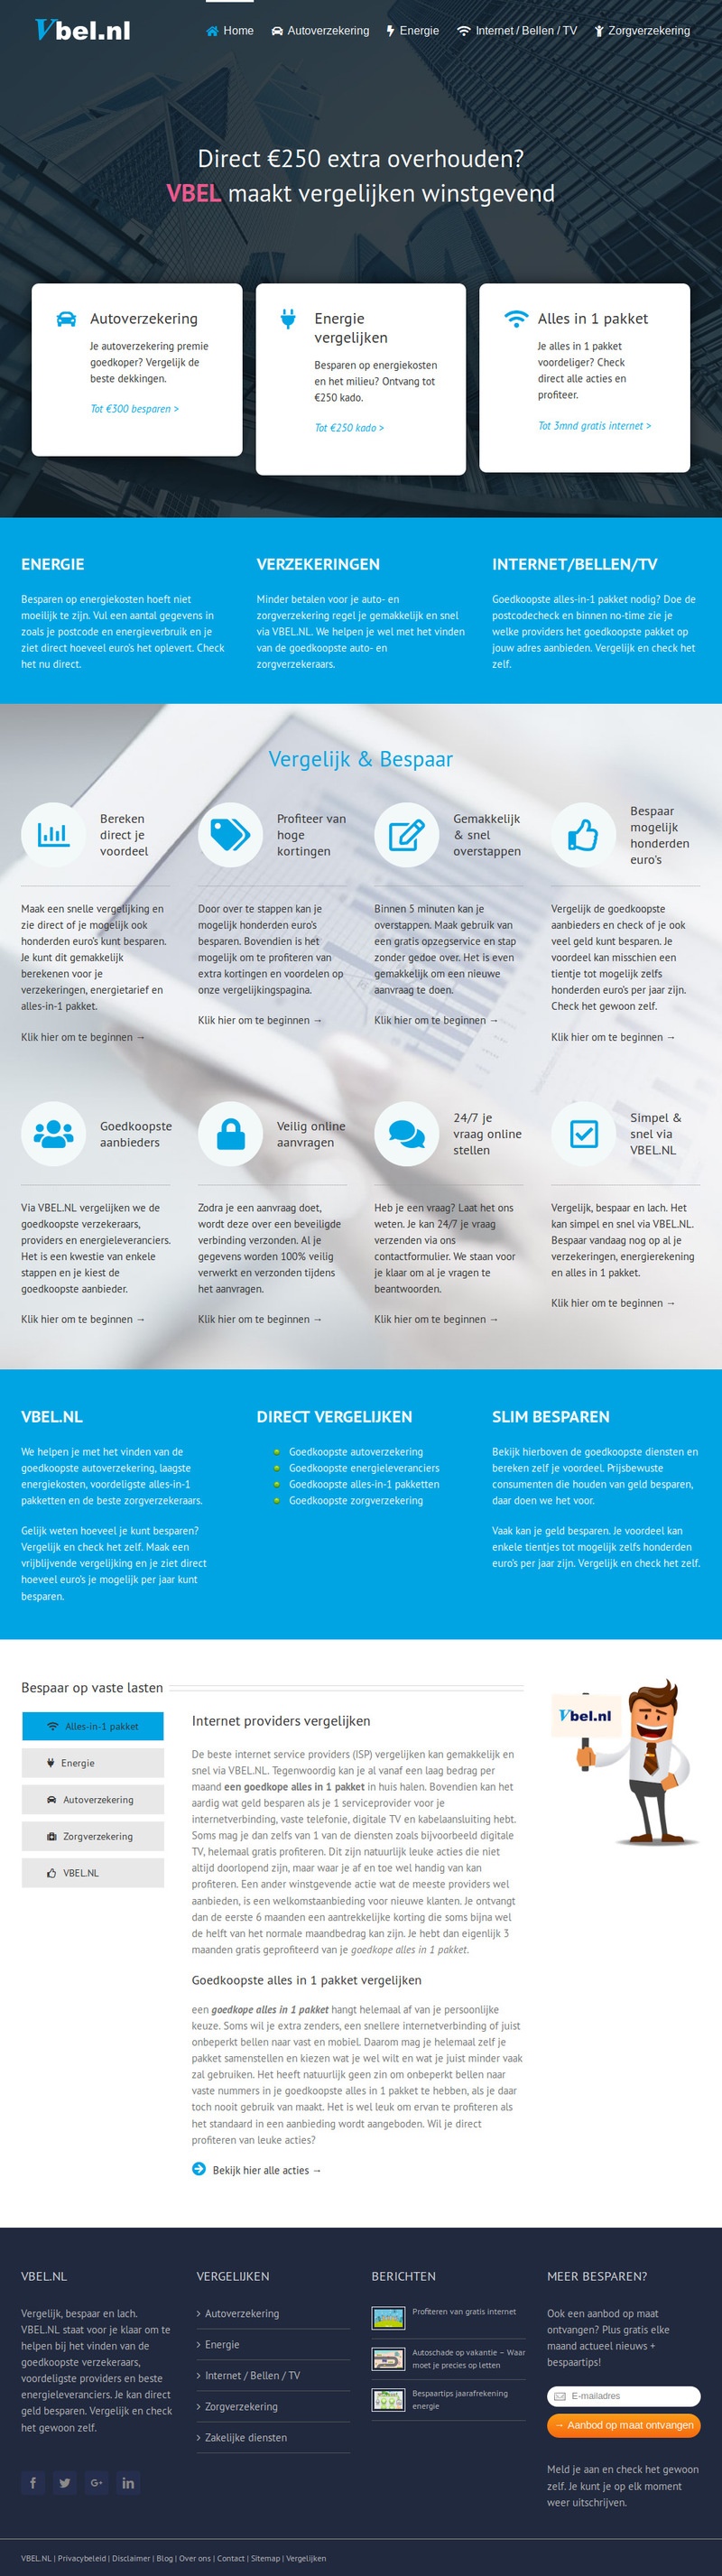 Vbel.nl
Home Autoverzekering Energie Internet / Bellen / TV Zorgverzekering
Direct €250 extra overhouden?
VBEL maakt vergelijken winstgevend
Autoverzekering
Je autoverzekering premie
goedkoper? Vergelijk de
beste dekkingen.
Tot €300 besparen >
Energie
vergelijken
Besparen op energiekosten
en het milieu? Ontvang tot
€250 kado.
Tot €250 kado >
Alles in 1 pakket
Je alles in 1 pakket
voordeliger? Check
direct alle acties en
profiteer.
Tot 3mnd gratis internet >
ENERGIE
Besparen op energiekosten hoeft niet
moeilijk te zijn. Vul een aantal gegevens in
zoals je postcode en energieverbruik en je
ziet direct hoeveel euro's het oplevert. Check
het nu direct.
VERZEKERINGEN
Minder betalen voor je auto- en
zorgverzekering regel je gemakkelijk en snel
via VBEL.NL. We helpen je wel met het vinden
van de goedkoopste auto- en
zorgverzekeraars.
INTERNET/BELLEN/TV
Goedkoopste alles-in-1 pakket nodig? Doe de
postcodecheck en binnen no-time zie je
welke providers het goedkoopste pakket op
jouw adres aanbieden. Vergelijk en check het
zelf.
Vergelijk & Bespaar
Bereken
direct je
voordeel
Maak een snelle vergelijking en
zie direct of je mogelijk ook
honderden euro's kunt besparen.
Je kunt dit gemakkelijk
berekenen voor je
verzekeringen, energietarief en
alles-in-1 pakket.
Klik hier om te beginnen →
Profiteer van
hoge
kortingen
Door over te stappen kan je
mogelijk honderden euro's
besparen. Bovendien is het
mogelijk om te profiteren van
extra kortingen en voordelen op
onze vergelijkingspagina.
Klik hier om te beginnen →
Gemakkelijk
& snel
overstappen
Binnen 5 minuten kan je
overstappen. Maak gebruik van
een gratis opzegservice en stap
zonder gedoe over. Het is even
gemakkelijk om een nieuwe
aanvraag te doen.
Klik hier om te beginnen →
Bespaar
mogelijk
honderden
euro's
Vergelijk de goedkoopste
aanbieders en check of je ook
veel geld kunt besparen. Je
voordeel kan misschien een
tientje tot mogelijk zelfs
honderden euro's per jaar zijn.
Check het gewoon zelf.
Klik hier om te beginnen →
Goedkoopste
aanbieders
Via VBEL.NL vergelijken we de
goedkoopste verzekeraars,
providers en energieleveranciers.
Het is een kwestie van enkele
stappen en je kiest de
goedkoopste aanbieder.
Klik hier om te beginnen →
Veilig online
aanvragen
Zodra je een aanvraag doet,
wordt deze over een beveiligde
verbinding verzonden. Al je
gegevens worden 100% veilig
verwerkt en verzonden tijdens
het aanvragen.
Klik hier om te beginnen →
24/7 je
vraag online
stellen
Heb je een vraag? Laat het ons
weten. Je kan 24/7 je vraag
verzenden via ons
contactformulier. We staan voor
je klaar om al je vragen te
beantwoorden.
Klik hier om te beginnen →
Simpel &
snel via
VBEL.NL
Vergelijk, bespaar en lach. Het
kan simpel en snel via VBEL.NL.
Bespaar vandaag nog op al je
verzekeringen, energierekening
en alles in 1 pakket.
Klik hier om te beginnen →
VBEL.NL
We helpen je met het vinden van de
goedkoopste autoverzekering, laagste
energiekosten, voordeligste alles-in-1
pakketten en de beste zorgverzekeraars.
Gelijk weten hoeveel je kunt besparen?
Vergelijk en check het zelf. Maak een
vrijblijvende vergelijking en je ziet direct
hoeveel euro's je mogelijk per jaar kunt
besparen.
DIRECT VERGELIJKEN
Goedkoopste autoverzekering
Goedkoopste energieleveranciers
Goedkoopste alles-in-1 pakketten
Goedkoopste zorgverzekering
SLIM BESPAREN
Bekijk hierboven de goedkoopste diensten en
bereken zelf je voordeel. Prijsbewuste
consumenten die houden van geld besparen,
daar doen we het voor.
Vaak kan je geld besparen. Je voordeel kan
enkele tientjes tot mogelijk zelfs honderden
euro's per jaar zijn. Vergelijk en check het zelf.
Bespaar op vaste lasten
Alles-in-1 pakket
Energie
Autoverzekering
Zorgverzekering
VBEL.NL
Internet providers vergelijken
De beste internet service providers (ISP) vergelijken kan gemakkelijk en
snel via VBEL.NL. Tegenwoordig kan je al vanaf een laag bedrag per
maand een goedkope alles in 1 pakket in huis halen. Bovendien kan het
aardig wat geld besparen als je 1 serviceprovider voor je
internetverbinding, vaste telefonie, digitale TV en kabelaansluiting hebt.
Soms mag je dan zelfs van 1 van de diensten zoals bijvoorbeeld digitale
TV, helemaal gratis profiteren. Dit zijn natuurlijk leuke acties die niet
altijd doorlopend zijn, maar waar je af en toe wel handig van kan
profiteren. Een ander winstgevende actie wat de meeste providers wel
aanbieden, is een welkomstaanbieding voor nieuwe klanten. Je ontvangt
dan de eerste 6 maanden een aantrekkelijke korting die soms bijna wel
de helft van het normale maandbedrag kan zijn. Je hebt dan eigenlijk 3
maanden gratis geprofiteerd van je goedkope alles in 1 pakket.
Goedkoopste alles in 1 pakket vergelijken
een goedkope alles in 1 pakket hangt helemaal af van je persoonlijke
keuze. Soms wil je extra zenders, een snellere internetverbinding of juist
onbeperkt bellen naar vast en mobiel. Daarom mag je helemaal zelf je
pakket samenstellen en kiezen wat je wel wilt en wat je juist minder vaak
zal gebruiken. Het heeft natuurlijk geen zin om onbeperkt bellen naar
vaste nummers in je goedkoopste alles in 1 pakket te hebben, als je daar
toch nooit gebruik van maakt. Het is wel leuk om ervan te profiteren als
het standaard in een aanbieding wordt aangeboden. Wil je direct
profiteren van leuke acties?
Bekijk hier alle acties →
Vbel.nl
VBEL.NL
Vergelijk, bespaar en lach.
VBEL.NL staat voor je klaar om te
helpen bij het vinden van de
goedkoopste verzekeraars,
voordeligste providers en beste
energieleveranciers. Je kan direct
geld besparen. Vergelijk en check
het gewoon zelf.
VERGELIJKEN
Autoverzekering
Energie
Internet / Bellen / TV
Zorgverzekering
Zakelijke diensten
BERICHTEN
Profiteren van gratis internet
Autoschade op vakantie – Waar
moet je precies op letten
Bespaartips jaarafrekening
energie
MEER BESPAREN?
Ook een aanbod op maat
ontvangen? Plus gratis elke
maand actueel nieuws +
bespaartips!
E-mailadres
→ Aanbod op maat ontvangen
Meld je aan en check het gewoon
zelf. Je kunt je op elk moment
weer uitschrijven.
VBEL.NL | Privacybeleid | Disclaimer | Blog | Over ons | Contact | Sitemap | Vergelijken